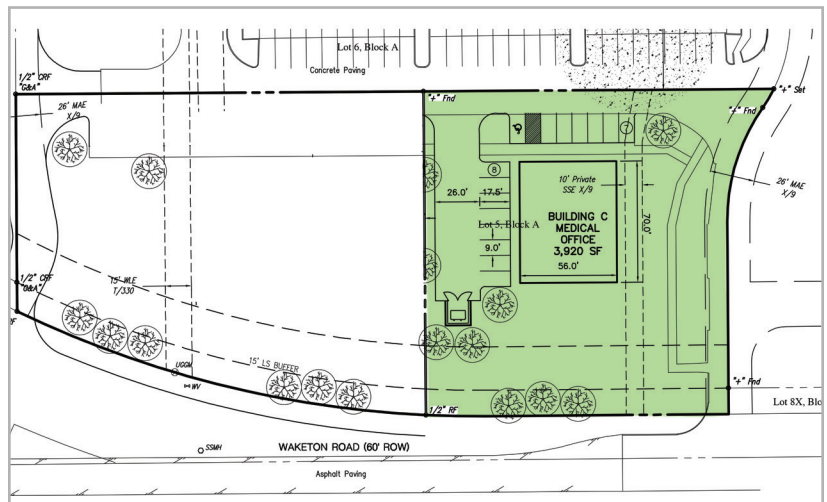 Lot 6, Block A
Concrete Paving
1/2" CRF
"G&A"
"+" Fnd
"+" Set
"+" Fnd
26' MAE
X/9
7
8
26.0'
17.5'
10' Private
SSE X/9
26' MAE
X/9
Lot 5, Block A
BUILDING C
MEDICAL
OFFICE
3,920 SF
70.0'
9.0'
56.0'
1/2" CRF
"G&A"
15' WLE
T/330
15' LS BUFFER
UGCM
WV
"+" Fnd
1/2" RF
Lot 8X, Blo
SSMH
WAKETON ROAD (60' ROW)
Asphalt Paving